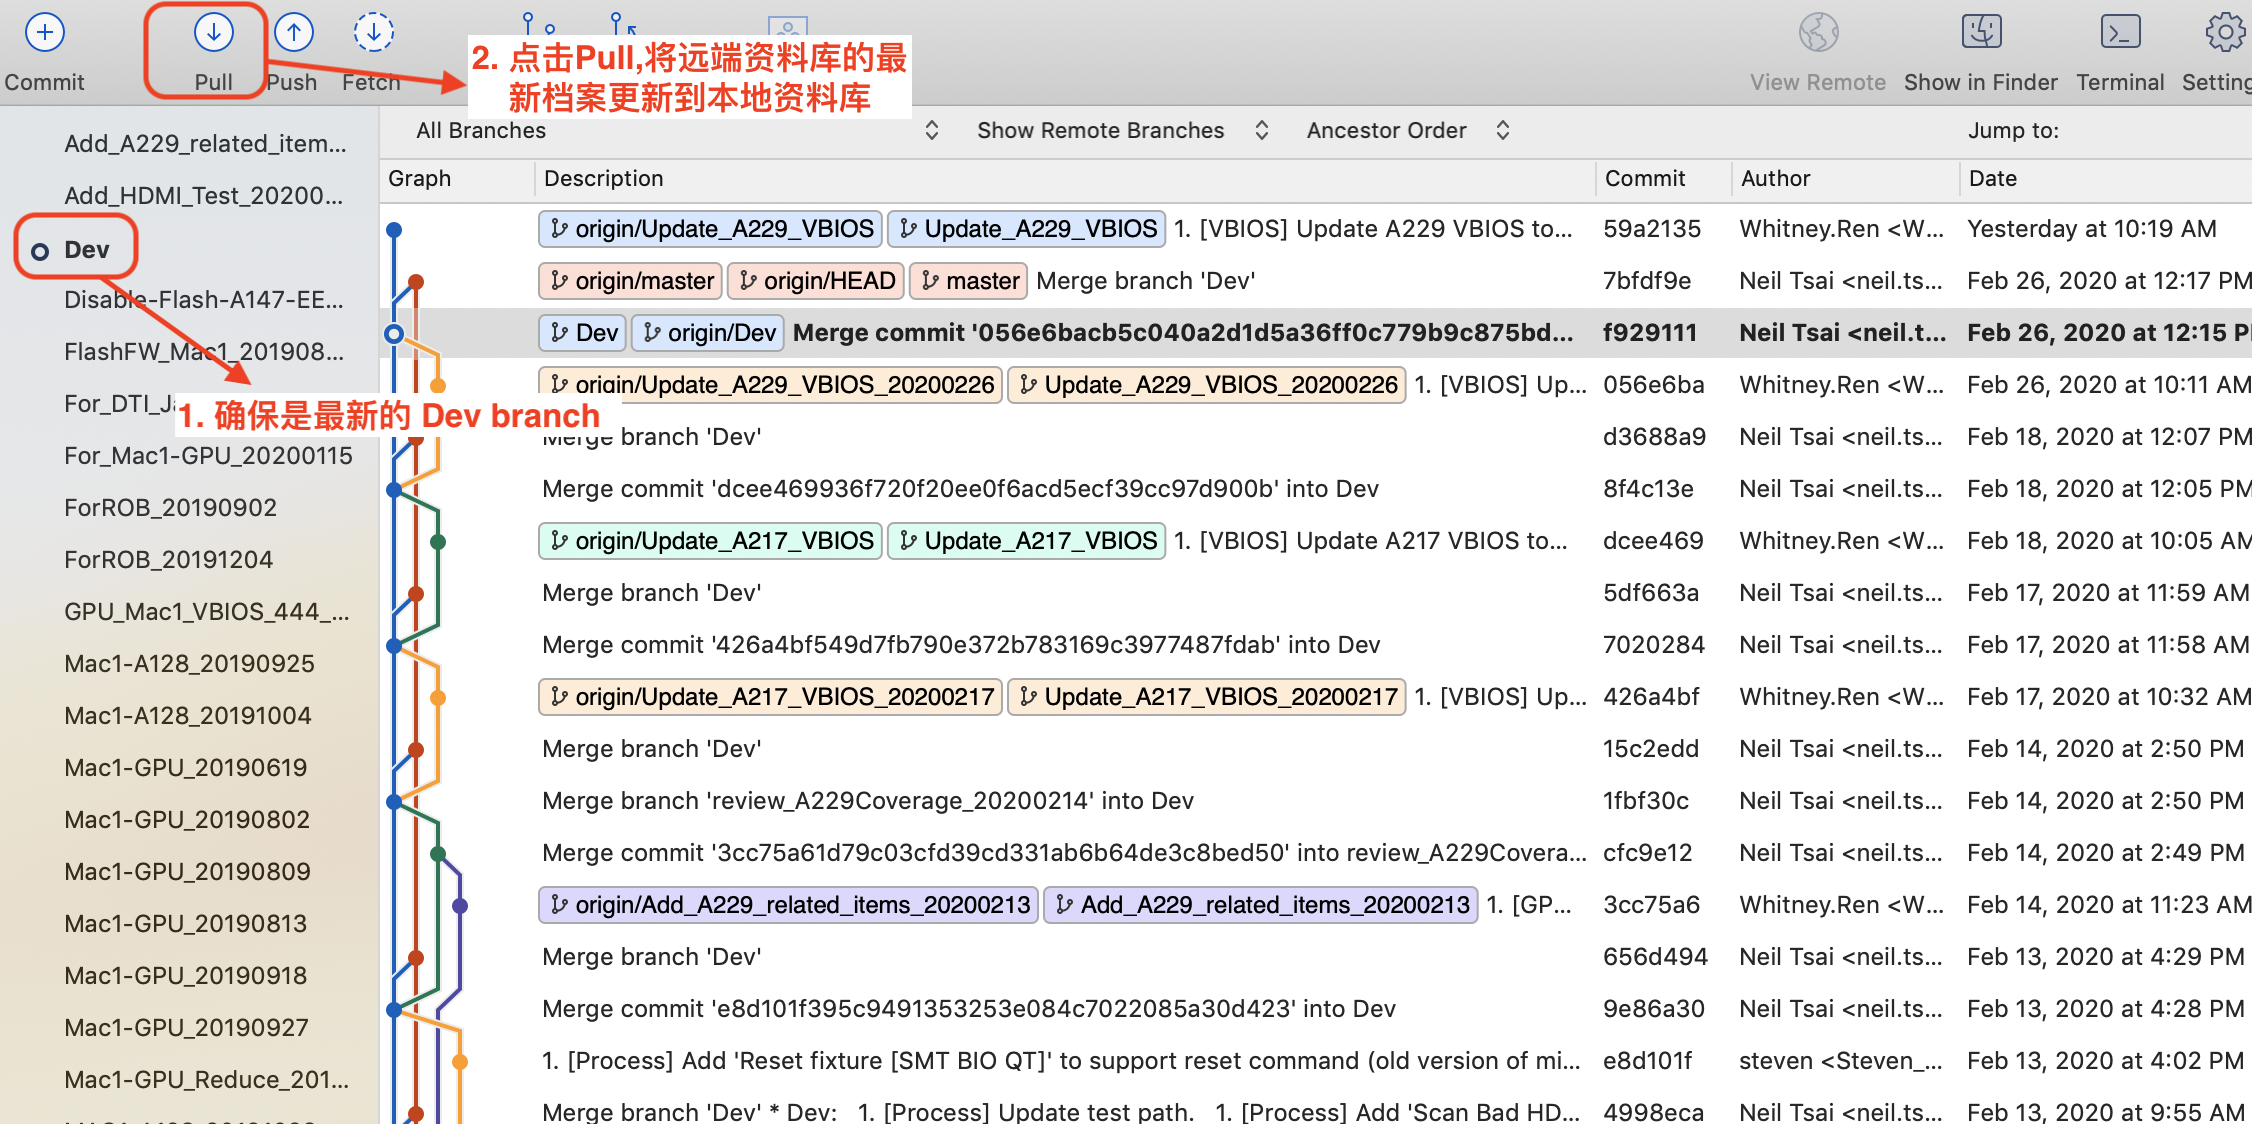 Commit
Pull
Push
Fetch
View Remote
Show in Finder
Terminal
Setting
2. 点击Pull,将远端资料库的最
新档案更新到本地资料库
Add_A229_related_item...
Add_HDMI_Test_20200...
Dev
Disable-Flash-A147-EE...
FlashFW_Mac1_201908...
For_DTI_Ja
For_Mac1-GPU_20200115
ForROB_20190902
ForROB_20191204
GPU_Mac1_VBIOS_444_...
Mac1-A128_20190925
Mac1-A128_20191004
Mac1-GPU_20190619
Mac1-GPU_20190802
Mac1-GPU_20190809
Mac1-GPU_20190813
Mac1-GPU_20190918
Mac1-GPU_20190927
Mac1-GPU_Reduce_201...
1. 确保是最新的 Dev branch
All Branches Show Remote Branches Ancestor Order Jump to:
Graph Description Commit Author Date
origin/Update_A229_VBIOS Update_A229_VBIOS 1. [VBIOS] Update A229 VBIOS to... 59a2135 Whitney.Ren <W... Yesterday at 10:19 AM
origin/master origin/HEAD master Merge branch 'Dev' 7bfdf9e Neil Tsai <neil.ts... Feb 26, 2020 at 12:17 PM
Dev origin/Dev Merge commit '056e6bacb5c040a2d1d5a36ff0c779b9c875bd... f929111 Neil Tsai <neil.t... Feb 26, 2020 at 12:15 P
origin/Update_A229_VBIOS_20200226 Update_A229_VBIOS_20200226 1. [VBIOS] Up... 056e6ba Whitney.Ren <W... Feb 26, 2020 at 10:11 AM
Merge branch 'Dev' d3688a9 Neil Tsai <neil.ts... Feb 18, 2020 at 12:07 PM
Merge commit 'dcee469936f720f20ee0f6acd5ecf39cc97d900b' into Dev 8f4c13e Neil Tsai <neil.ts... Feb 18, 2020 at 12:05 PM
origin/Update_A217_VBIOS Update_A217_VBIOS 1. [VBIOS] Update A217 VBIOS to... dcee469 Whitney.Ren <W... Feb 18, 2020 at 10:05 AM
Merge branch 'Dev' 5df663a Neil Tsai <neil.ts... Feb 17, 2020 at 11:59 AM
Merge commit '426a4bf549d7fb790e372b783169c3977487fdab' into Dev 7020284 Neil Tsai <neil.ts... Feb 17, 2020 at 11:58 AM
origin/Update_A217_VBIOS_20200217 Update_A217_VBIOS_20200217 1. [VBIOS] Up... 426a4bf Whitney.Ren <W... Feb 17, 2020 at 10:32 AM
Merge branch 'Dev' 15c2edd Neil Tsai <neil.ts... Feb 14, 2020 at 2:50 PM
Merge branch 'review_A229Coverage_20200214' into Dev 1fbf30c Neil Tsai <neil.ts... Feb 14, 2020 at 2:50 PM
Merge commit '3cc75a61d79c03cfd39cd331ab6b64de3c8bed50' into review_A229Covera... cfc9e12 Neil Tsai <neil.ts... Feb 14, 2020 at 2:49 PM
origin/Add_A229_related_items_20200213 Add_A229_related_items_20200213 1. [GP... 3cc75a6 Whitney.Ren <W... Feb 14, 2020 at 11:23 AM
Merge branch 'Dev' 656d494 Neil Tsai <neil.ts... Feb 13, 2020 at 4:29 PM
Merge commit 'e8d101f395c9491353253e084c7022085a30d423' into Dev 9e86a30 Neil Tsai <neil.ts... Feb 13, 2020 at 4:28 PM
1. [Process] Add 'Reset fixture [SMT BIO QT]' to support reset command (old version of mi... e8d101f steven <Steven_... Feb 13, 2020 at 4:02 PM
Merge branch 'Dev' * Dev: 1. [Process] Update test path. 1. [Process] Add 'Scan Bad HD... 4998eca Neil Tsai <neil.ts... Feb 13, 2020 at 9:55 AM